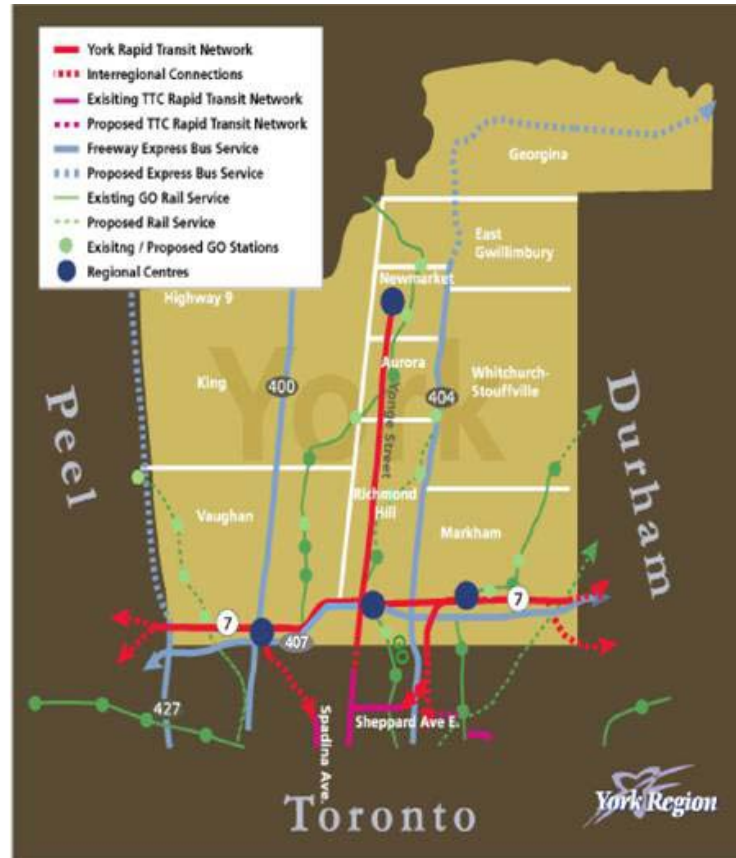 York Rapid Transit Network
Interregional Connections
Exisiting TTC Rapid Transit Network
Proposed TTC Rapid Transit Network
Freeway Express Bus Service
Proposed Express Bus Service
Existing GO Rail Service
Proposed Rail Service
Exisitng / Proposed GO Stations
Regional Centres
Georgina
East
Gwillimbury
Newmarket
Highway 9
Aurora
King
400
York
Yonge Street
404
Whitchurch-
Stouffville
Peel
Durham
Vaughan
Richmond
Hill
Markham
7
7
407
GO
427
Spadina Ave.
Sheppard Ave E.
Toronto
York Region